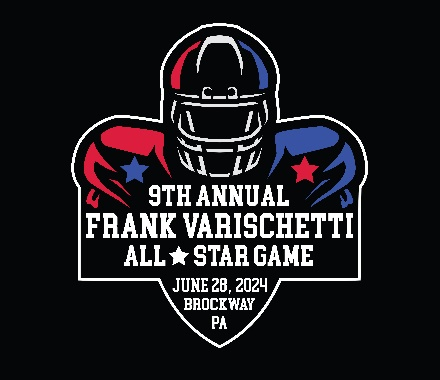 9TH ANNUAL
FRANK VARISCHETTI
ALL ★ STAR GAME
JUNE 28, 2024
BROCKWAY
PA